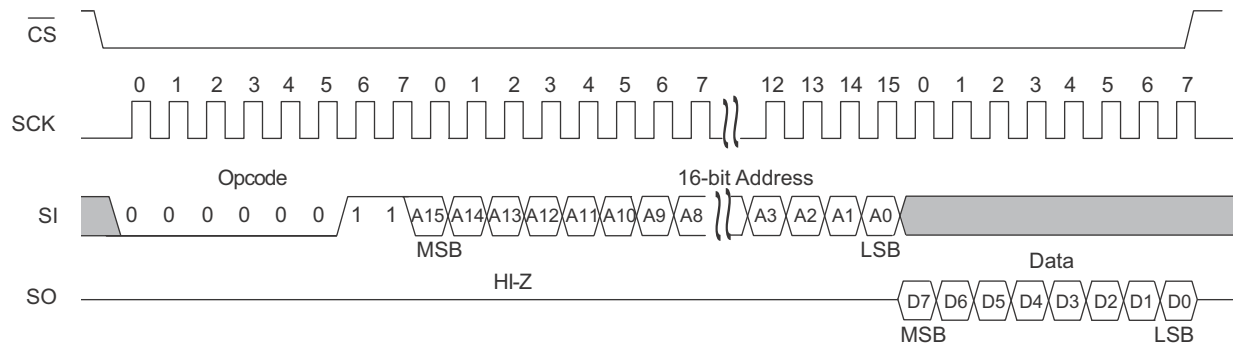 CS
0 1 2 3 4 5 6 7 0 1 2 3 4 5 6 7 12 13 14 15 0 1 2 3 4 5 6 7
SCK
Opcode 16-bit Address
SI 0 0 0 0 0 0 1 1 A15 A14 A13 A12 A11 A10 A9 A8 A3 A2 A1 A0
MSB LSB
HI-Z Data
SO D7 D6 D5 D4 D3 D2 D1 D0
MSB LSB